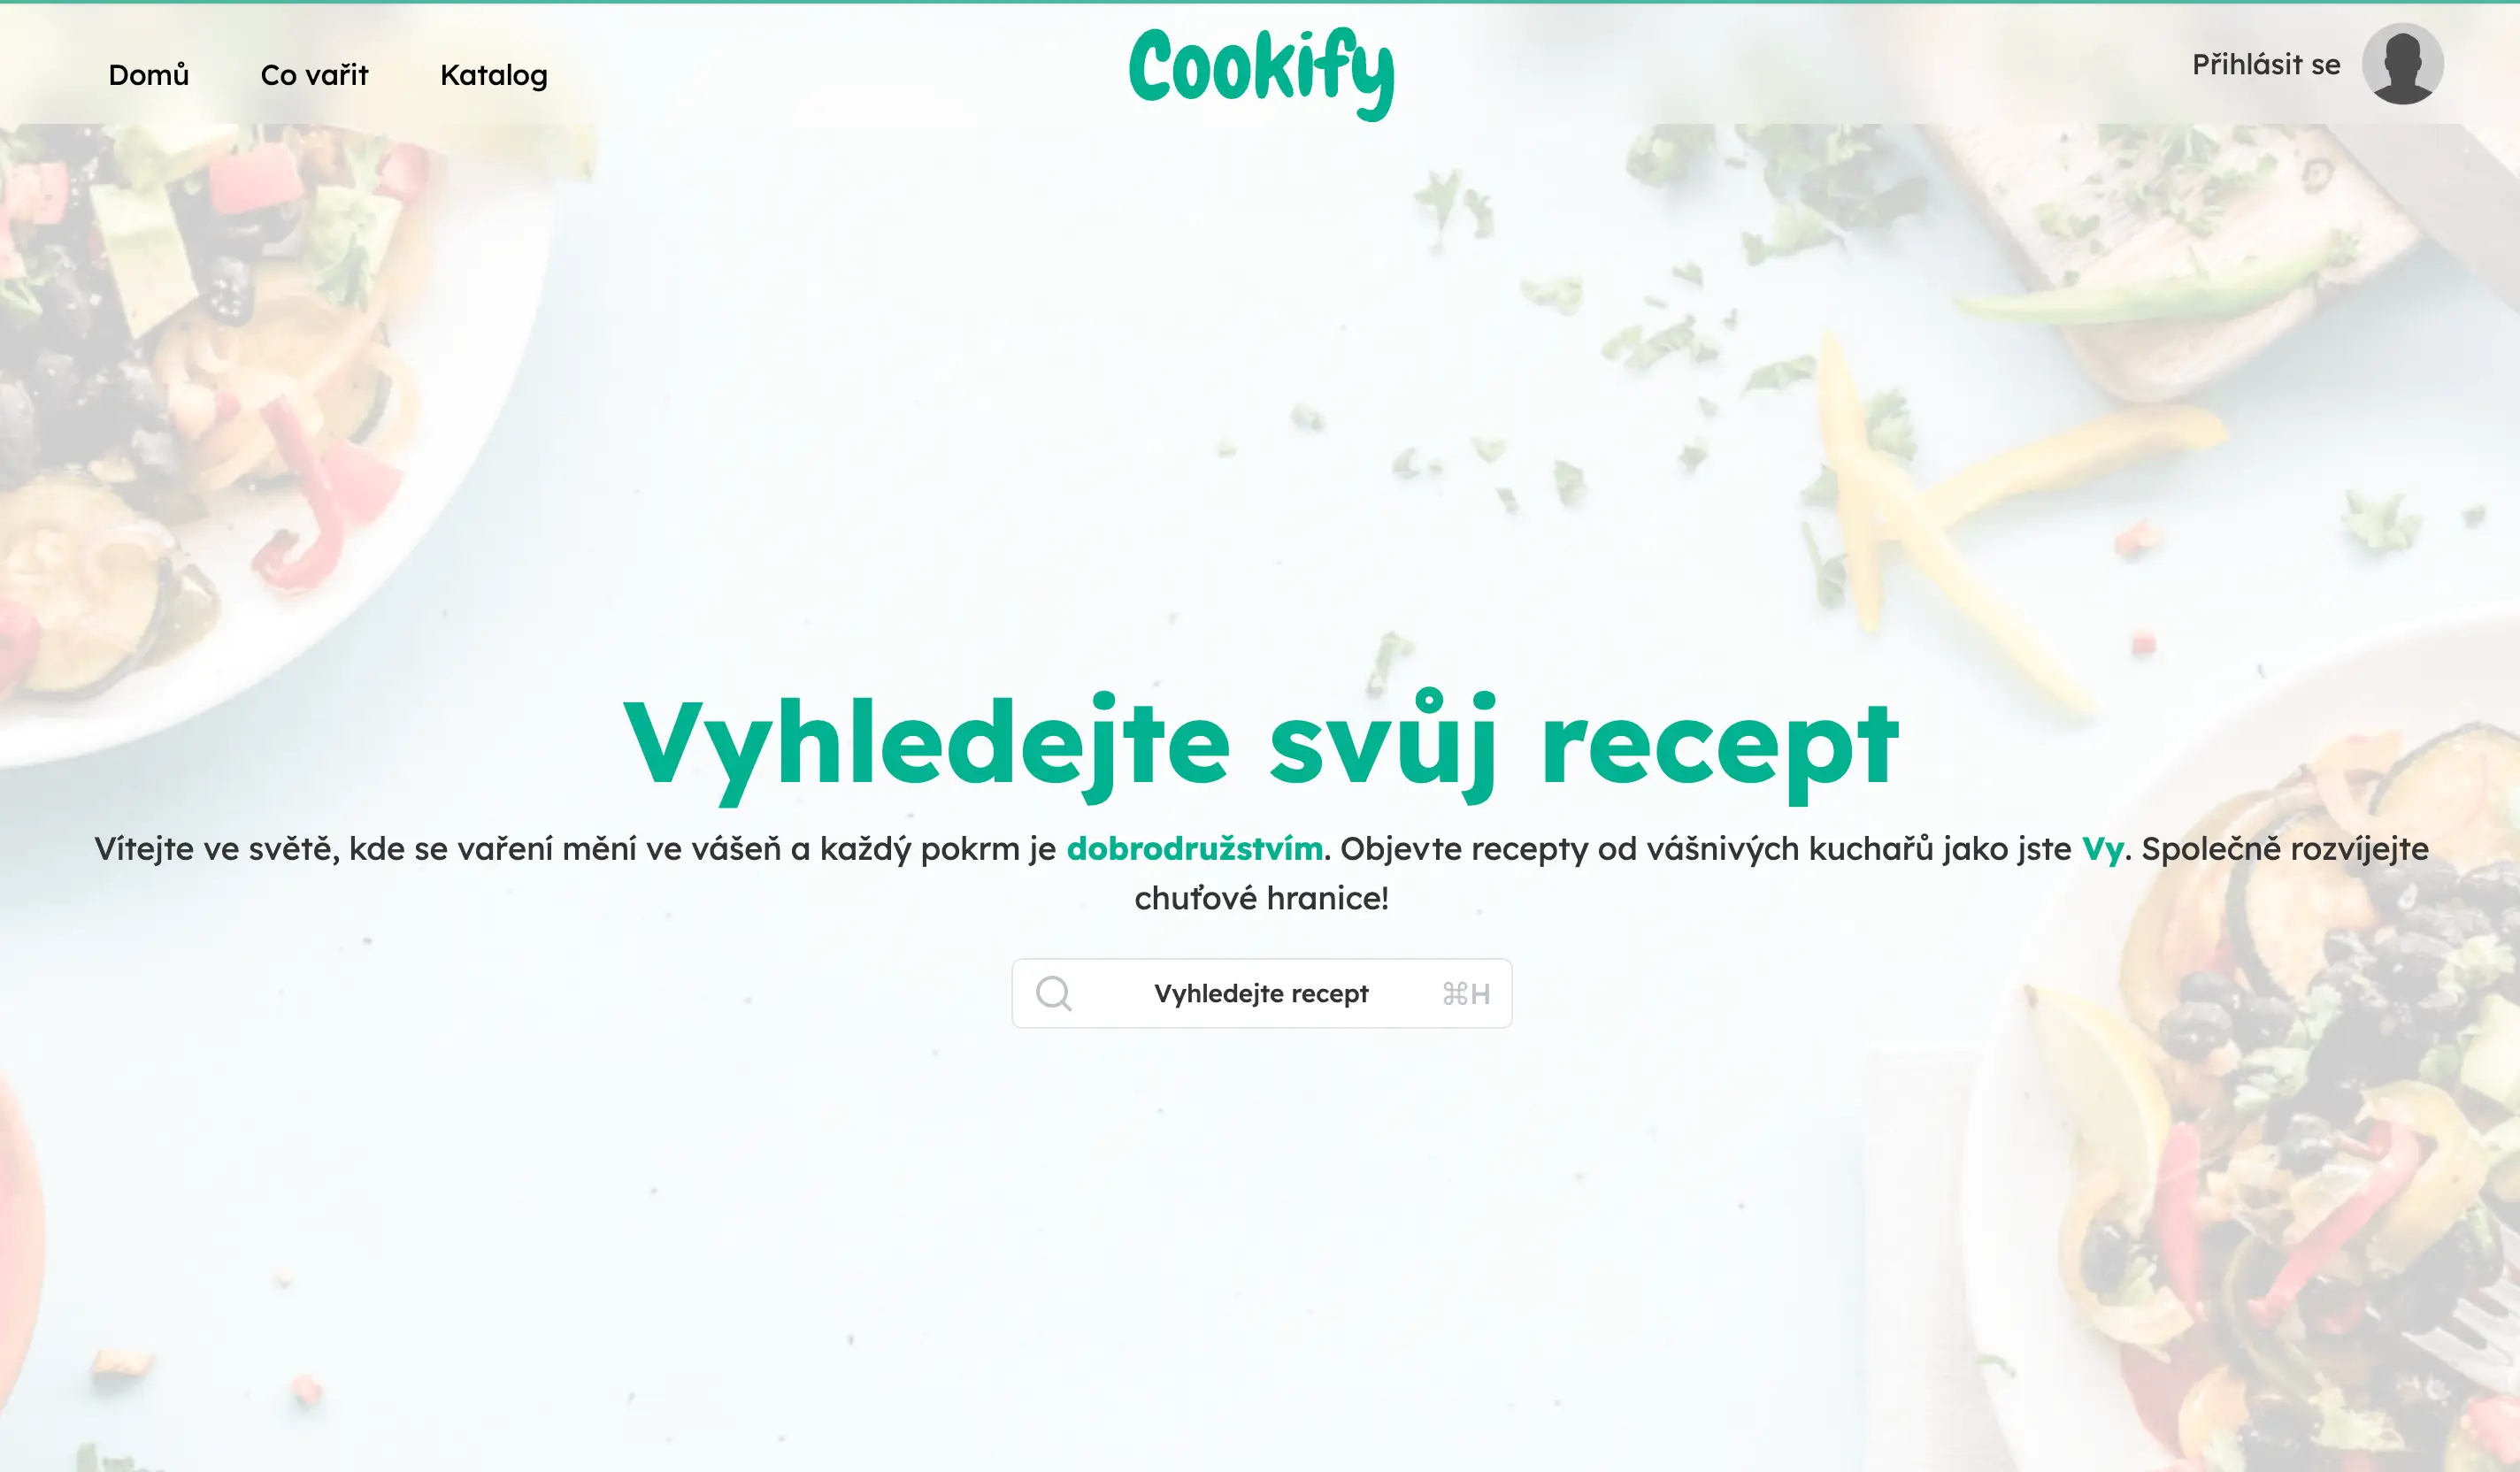 Domů
Co vařit
Katalog
Cookify
Přihlásit se
Vyhledejte svůj recept
Vítejte ve světě, kde se vaření mění ve vášeň a každý pokrm je dobrodružstvím. Objevte recepty od vášnivých kuchařů jako jste Vy. Společně rozvíjejte
chuťové hranice!
Vyhledejte recept
⌘H